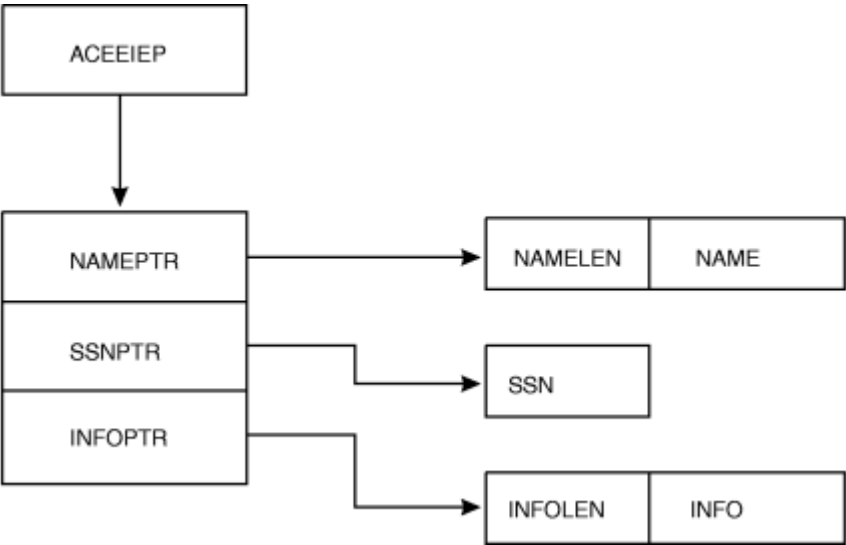 ACEEIEP
NAMEPTR
NAMELEN NAME
SSNPTR
SSN
INFOPTR
INFOLEN INFO